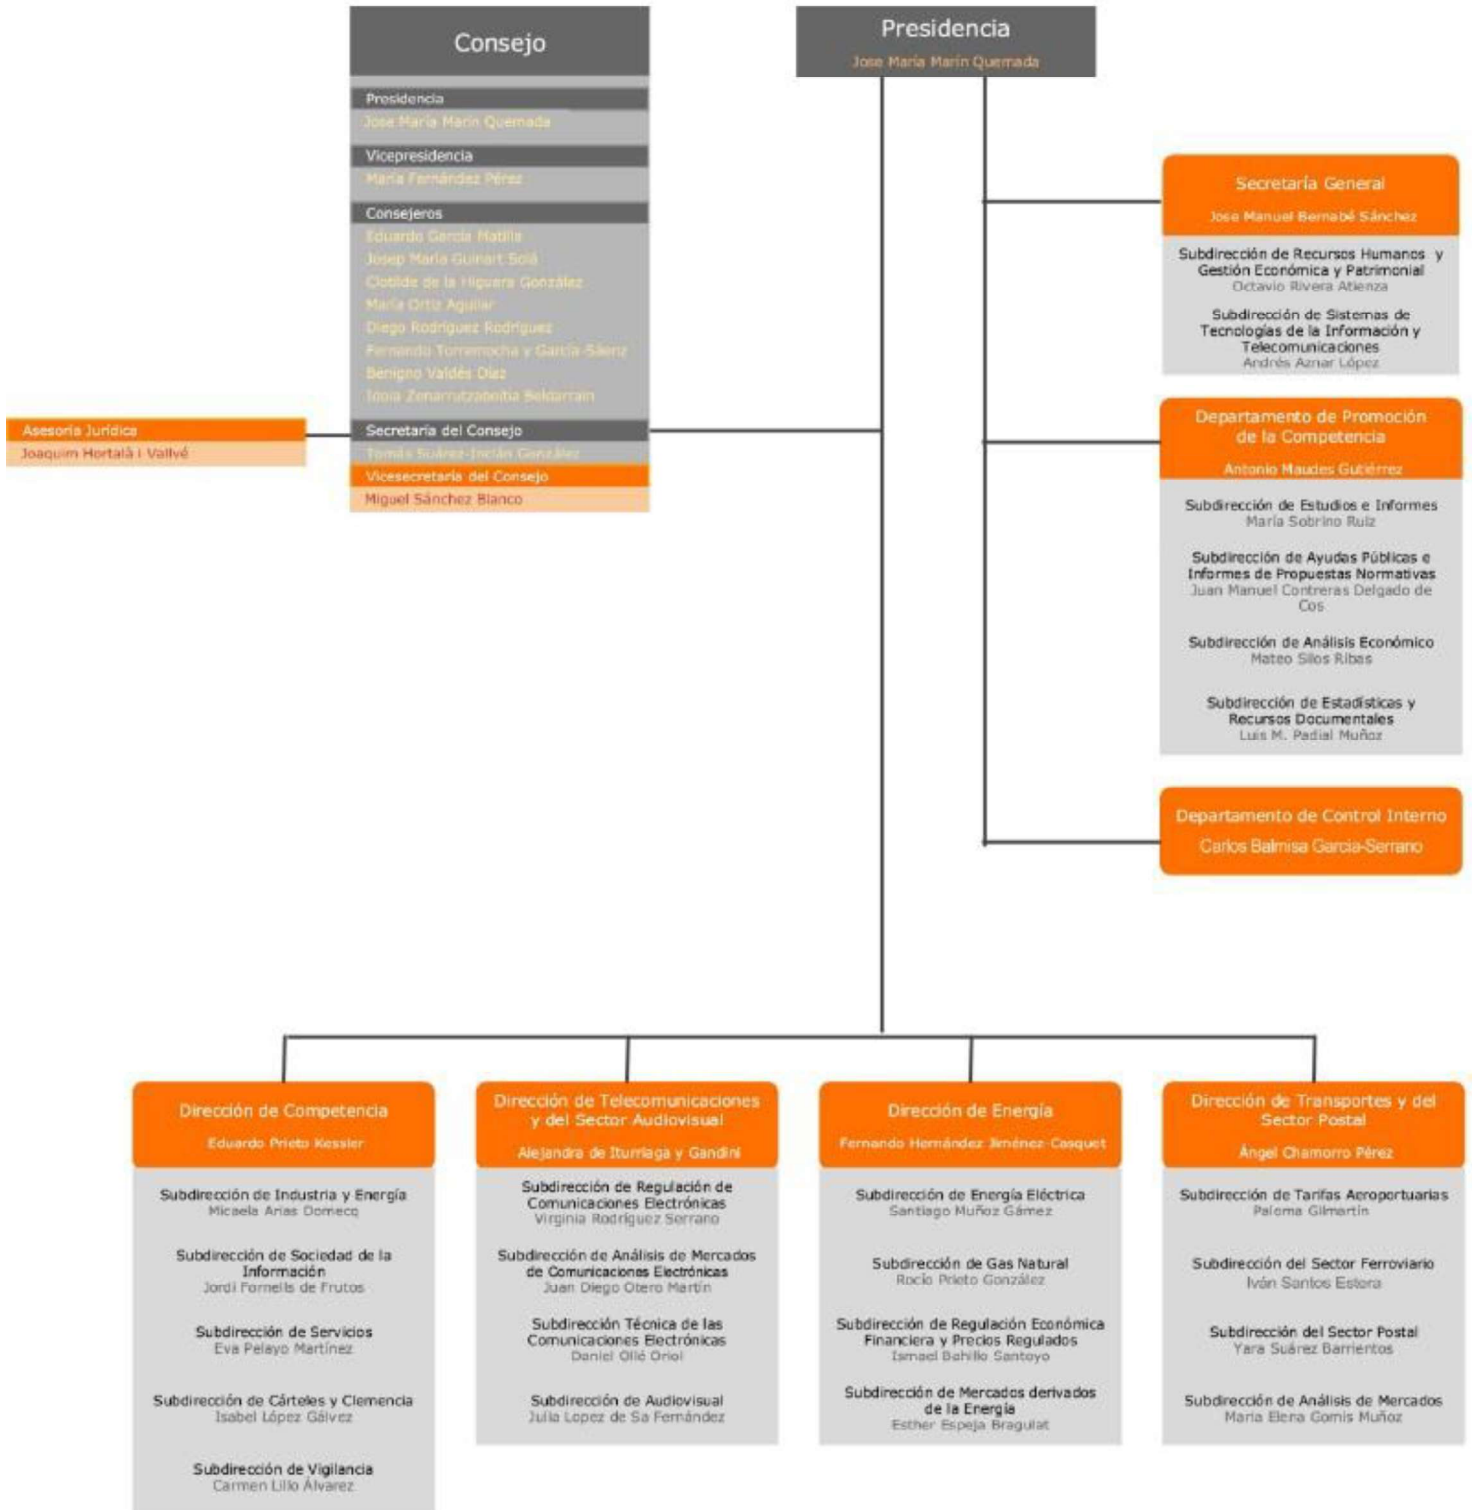 Consejo
Presidencia
Jose María Marín Quemada
Vicepresidencia
María Fernández Pérez
Consejeros
Eduardo García Matilla
Josep María Guinart Solà
Clotilde de la Higuera González
María Ortiz Aguilar
Diego Rodríguez Rodríguez
Fernando Torremocha y García-Sáenz
Benigno Valdés Díaz
Idoia Zenarrutzabeitia Beldarrain
Secretaría del Consejo
Tomás Suárez-Inclán González
Vicesecretaría del Consejo
Miguel Sánchez Blanco
Asesoría Jurídica
Joaquim Hortalà i Vallvé
Presidencia
Jose María Marín Quemada
Secretaría General
Jose Manuel Bernabé Sánchez
Subdirección de Recursos Humanos y
Gestión Económica y Patrimonial
Octavio Rivera Atienza
Subdirección de Sistemas de
Tecnologías de la Información y
Telecomunicaciones
Andrés Aznar López
Departamento de Promoción
de la Competencia
Antonio Maudes Gutiérrez
Subdirección de Estudios e Informes
María Sobrino Ruiz
Subdirección de Ayudas Públicas e
Informes de Propuestas Normativas
Juan Manuel Contreras Delgado de
Cos
Subdirección de Análisis Económico
Mateo Silos Ribas
Subdirección de Estadísticas y
Recursos Documentales
Luis M. Padial Muñoz
Departamento de Control Interno
Carlos Balmisa García-Serrano
Dirección de Competencia
Eduardo Prieto Kessler
Subdirección de Industria y Energía
Micaela Arias Domecq
Subdirección de Sociedad de la
Información
Jordi Fornells de Frutos
Subdirección de Servicios
Eva Pelayo Martínez
Subdirección de Cárteles y Clemencia
Isabel López Gálvez
Subdirección de Vigilancia
Carmen Lillo Álvarez
Dirección de Telecomunicaciones
y del Sector Audiovisual
Alejandra de Iturriaga y Gandini
Subdirección de Regulación de
Comunicaciones Electrónicas
Virginia Rodríguez Serrano
Subdirección de Análisis de Mercados
de Comunicaciones Electrónicas
Juan Diego Otero Martín
Subdirección Técnica de las
Comunicaciones Electrónicas
Daniel Ollé Oriol
Subdirección de Audiovisual
Julia Lopez de Sa Fernández
Dirección de Energía
Fernando Hernández Jiménez-Casquet
Subdirección de Energía Eléctrica
Santiago Muñoz Gámez
Subdirección de Gas Natural
Rocío Prieto González
Subdirección de Regulación Económica
Financiera y Precios Regulados
Ismael Bahillo Santoyo
Subdirección de Mercados derivados
de la Energía
Esther Espeja Bragulat
Dirección de Transportes y del
Sector Postal
Ángel Chamorro Pérez
Subdirección de Tarifas Aeroportuarias
Paloma Gilmartín
Subdirección del Sector Ferroviario
Iván Santos Estera
Subdirección del Sector Postal
Yara Suárez Barrientos
Subdirección de Análisis de Mercados
Maria Elena Gomis Muñoz